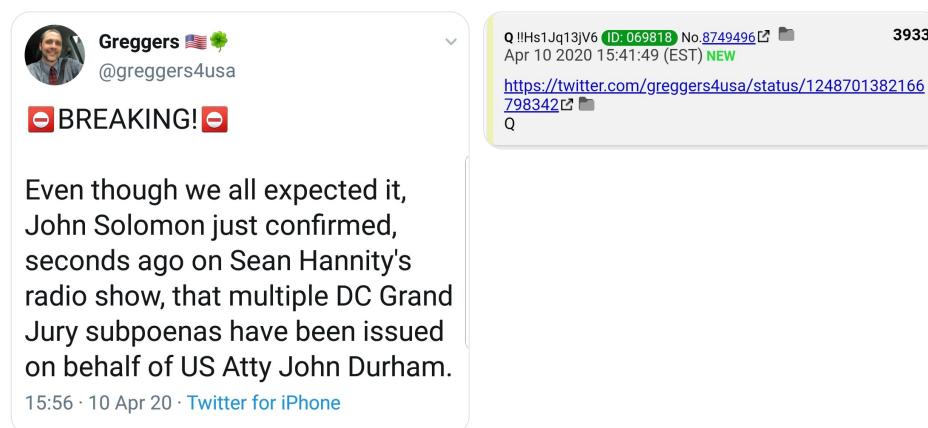 Greggers 🇺🇸🍀
@greggers4usa
⛔BREAKING!⛔
Even though we all expected it,
John Solomon just confirmed,
seconds ago on Sean Hannity's
radio show, that multiple DC Grand
Jury subpoenas have been issued
on behalf of US Atty John Durham.
15:56 · 10 Apr 20 · Twitter for iPhone
Q !!Hs1Jq13jV6 ID: 069818 No.8749496 3933
Apr 10 2020 15:41:49 (EST) NEW
https://twitter.com/greggers4usa/status/1248701382166
798342
Q